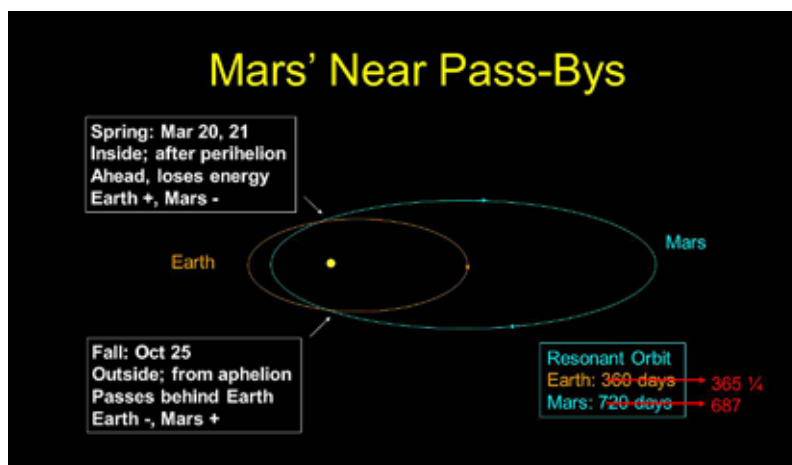 Mars' Near Pass-Bys
Spring: Mar 20, 21
Inside; after perihelion
Ahead, loses energy
Earth +, Mars -
Earth
Mars
Fall: Oct 25
Outside; from aphelion
Passes behind Earth
Earth -, Mars +
Resonant Orbit
Earth: 360 days 365 ¼
Mars: 720 days 687